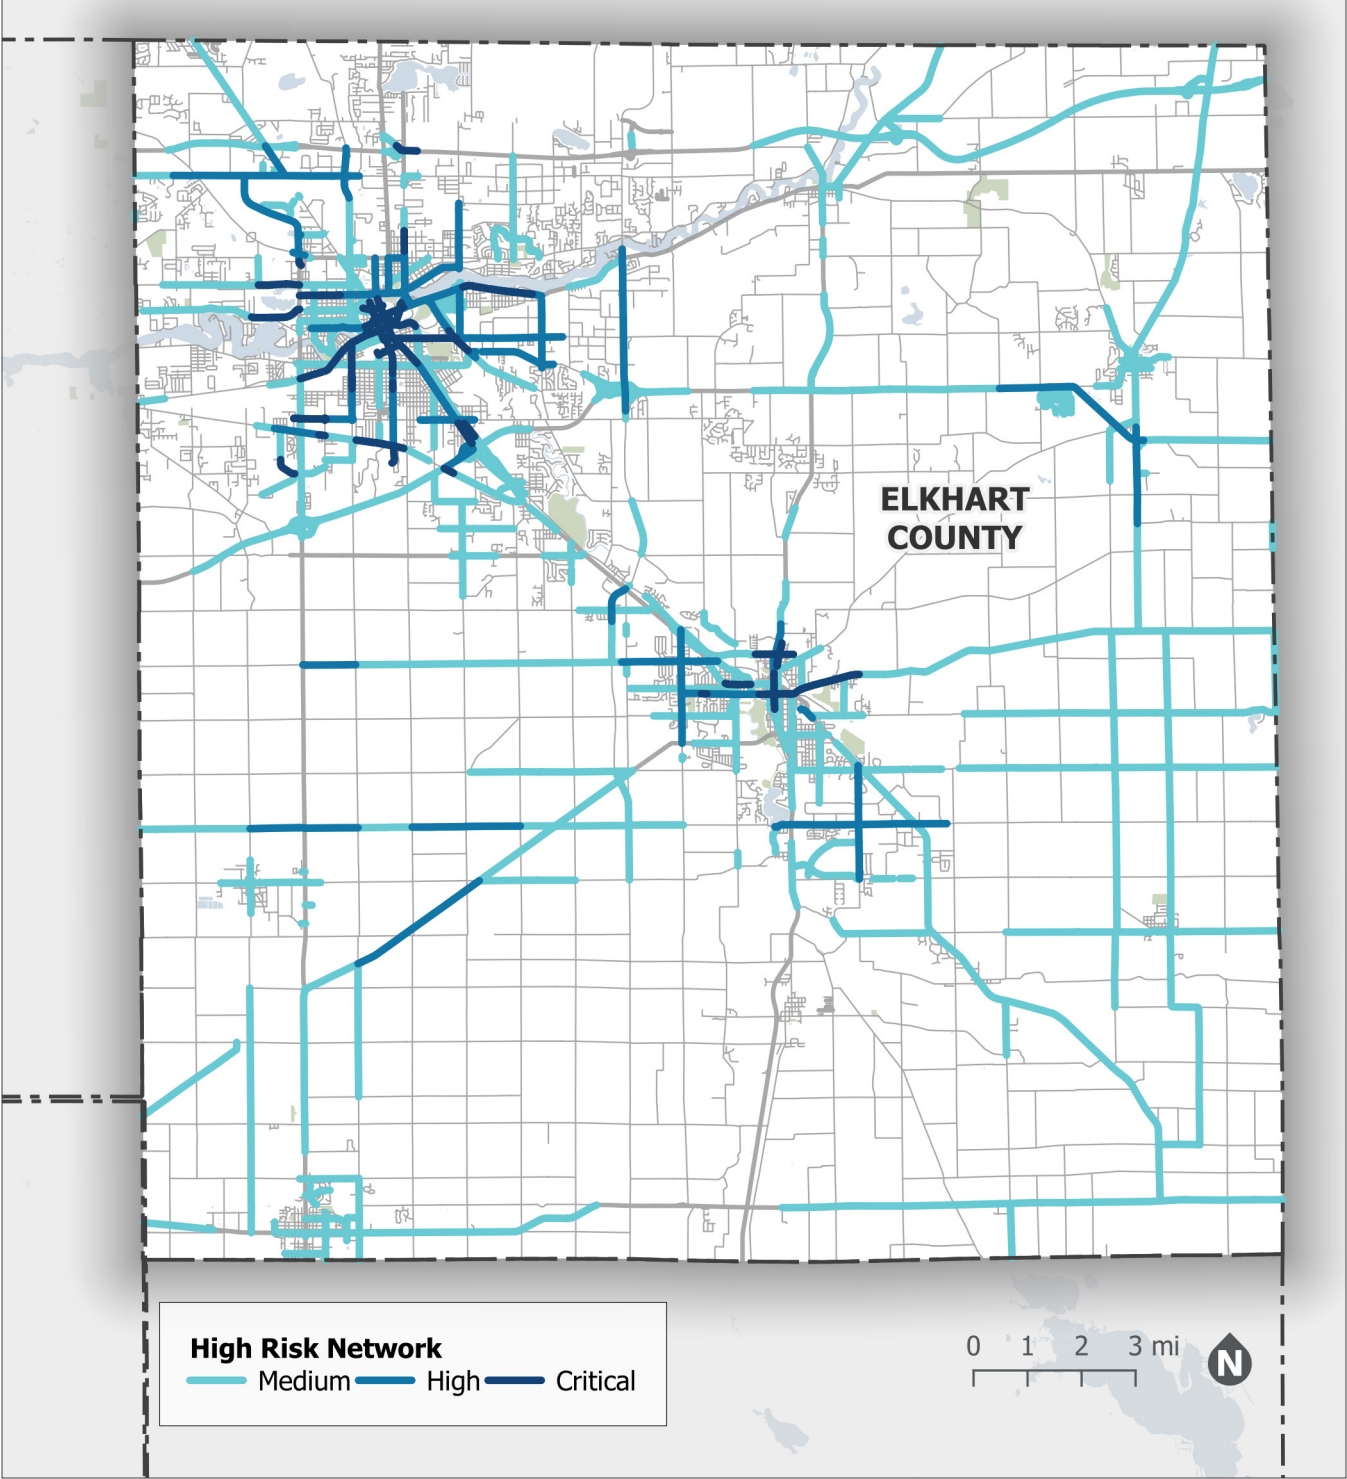 ELKHART
COUNTY
High Risk Network
Medium High Critical
0 1 2 3 mi
N